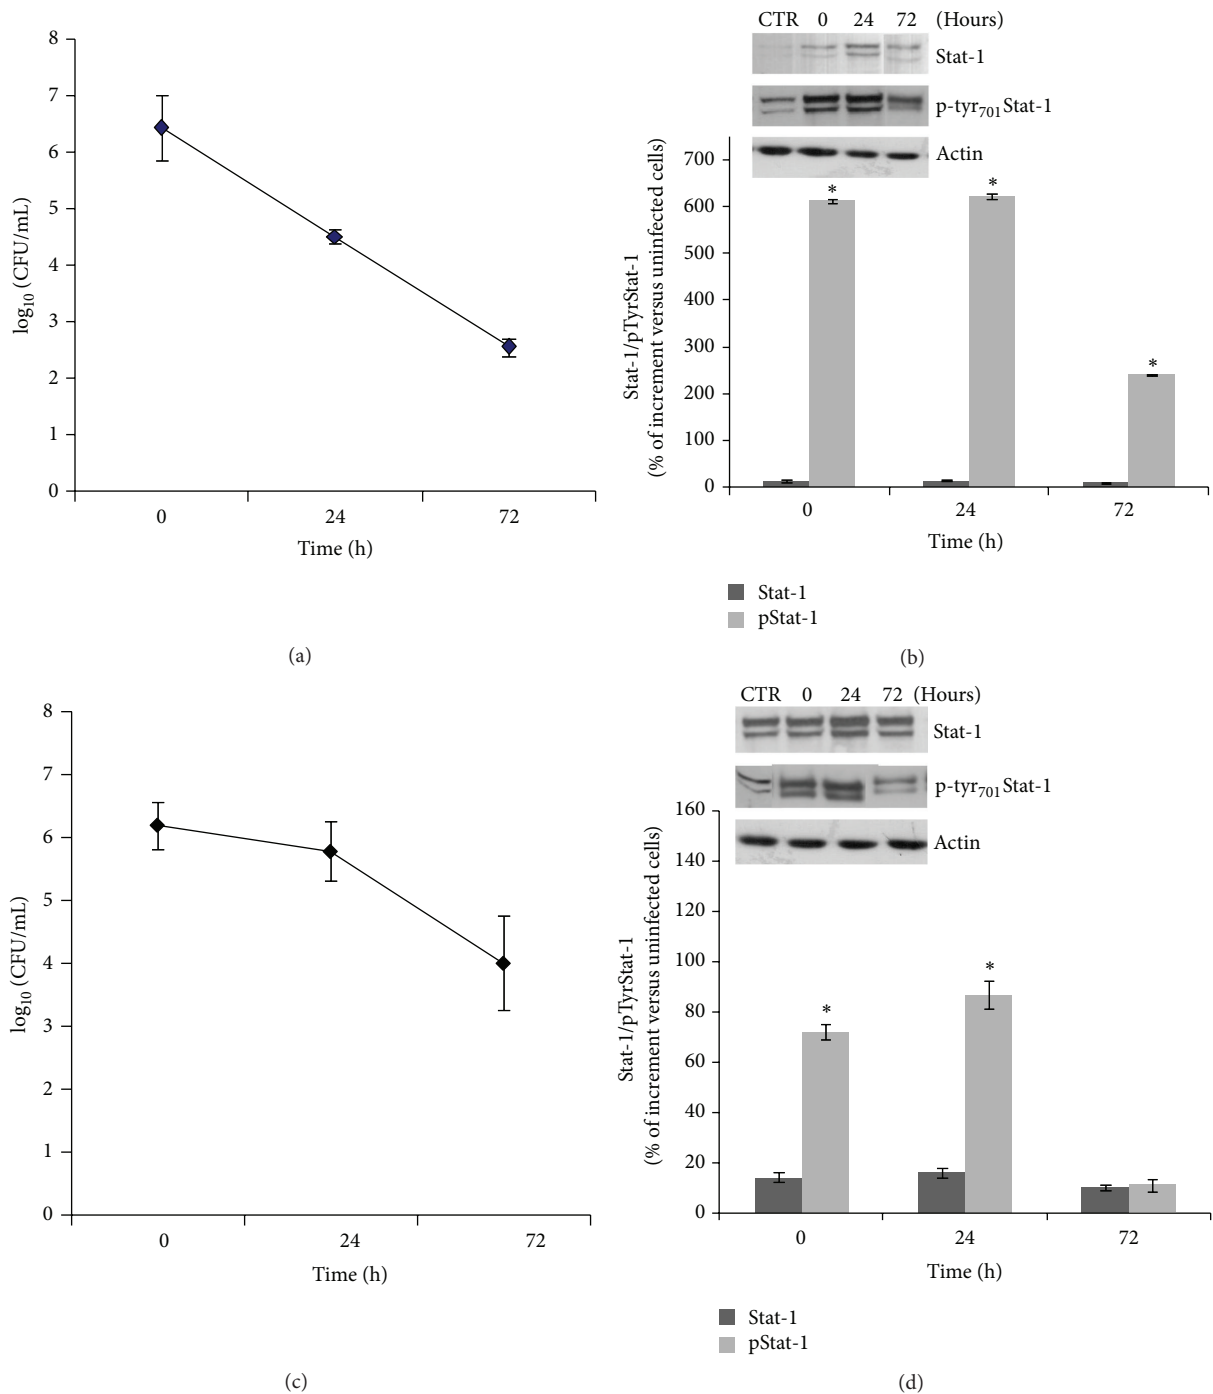 8
7
6
5
4
3
2
1
0
log₁₀ (CFU/mL)
0 24 72
Time (h)
(a)
CTR 0 24 72 (Hours)
Stat-1
p-tyr₇₀₁Stat-1
Actin
700
600
500
400
300
200
100
0
Stat-1/pTyrStat-1
(% of increment versus uninfected cells)
* * *
0 24 72
Time (h)
Stat-1
pStat-1
(b)
8
7
6
5
4
3
2
1
0
log₁₀ (CFU/mL)
0 24 72
Time (h)
(c)
CTR 0 24 72 (Hours)
Stat-1
p-tyr₇₀₁Stat-1
Actin
160
140
120
100
80
60
40
20
0
Stat-1/pTyrStat-1
(% of increment versus uninfected cells)
* *
0 24 72
Time (h)
Stat-1
pStat-1
(d)